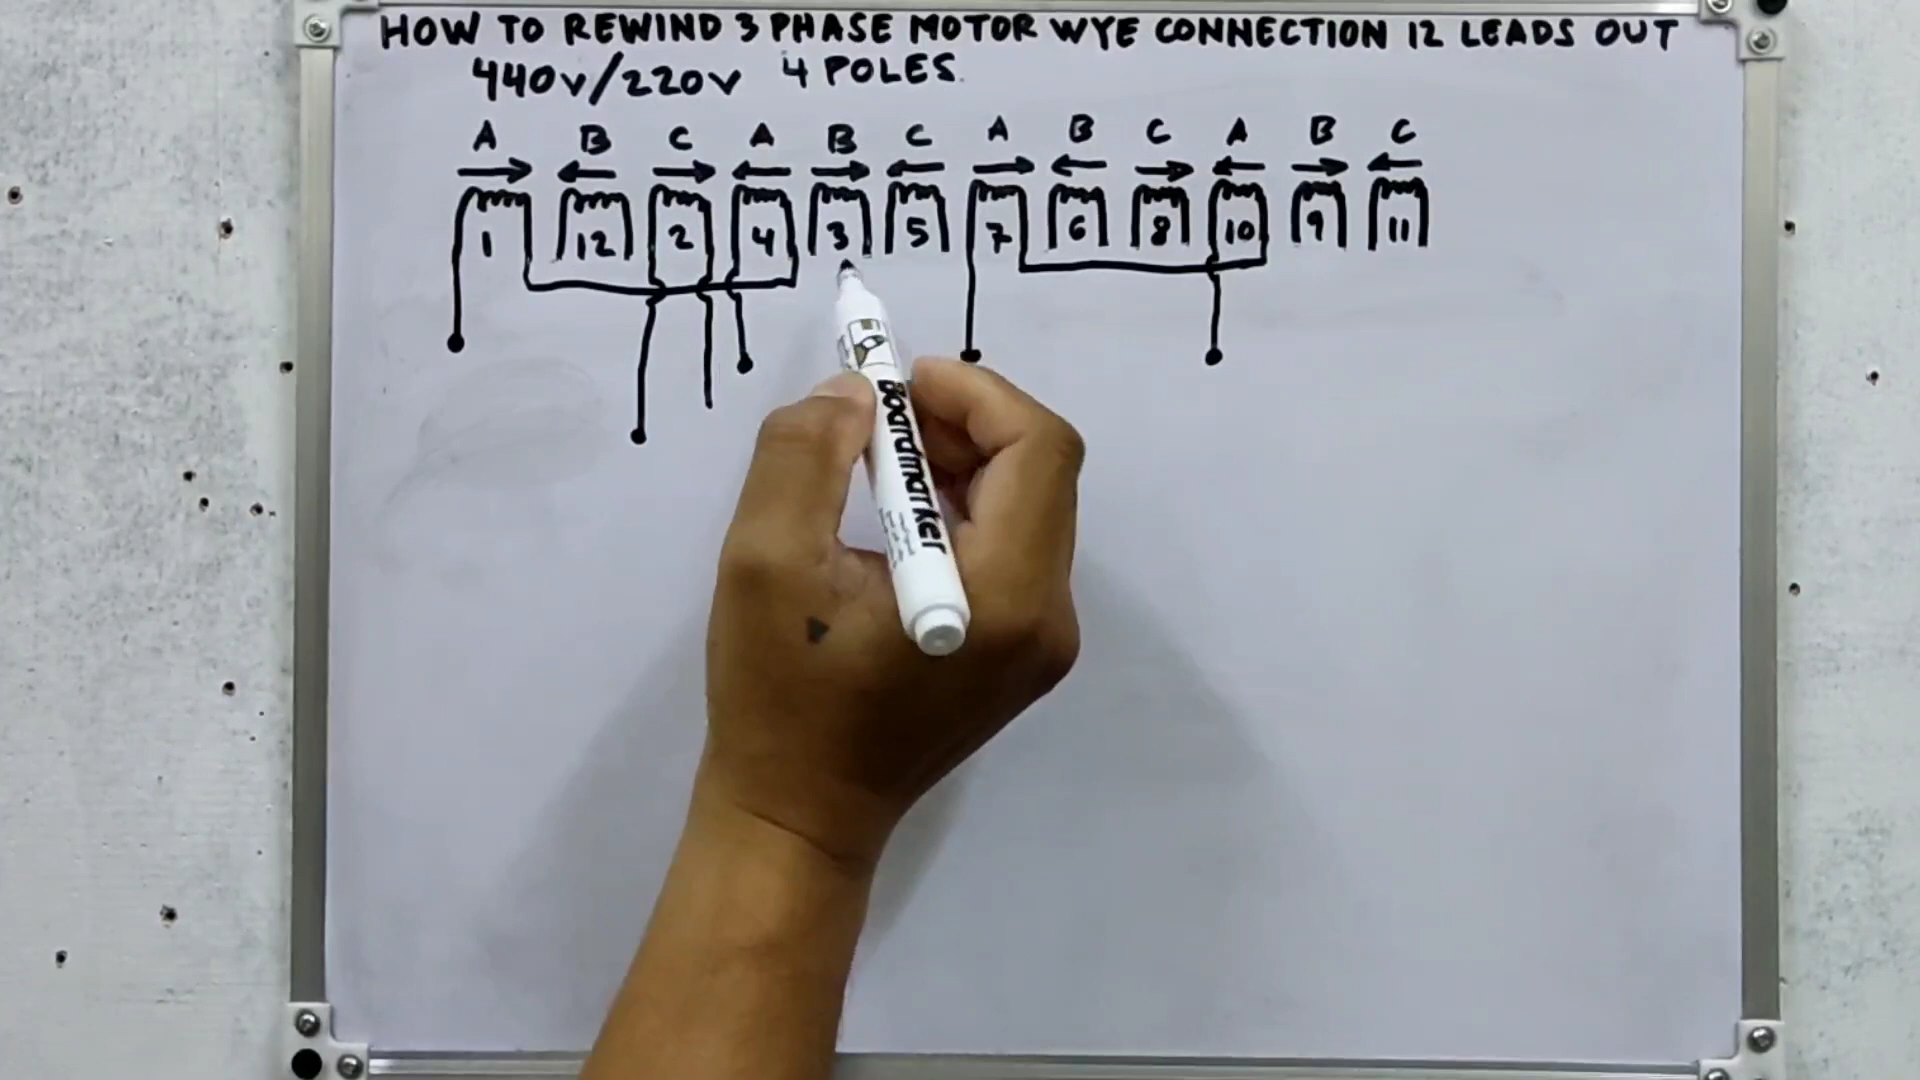 HOW TO REWIND 3 PHASE MOTOR WYE CONNECTION 12 LEADS OUT
440V/220V 4 POLES.
A B C A B C A B C A B C
1 12 2 4 3 5 7 6 8 10 9 11
Boardmarker